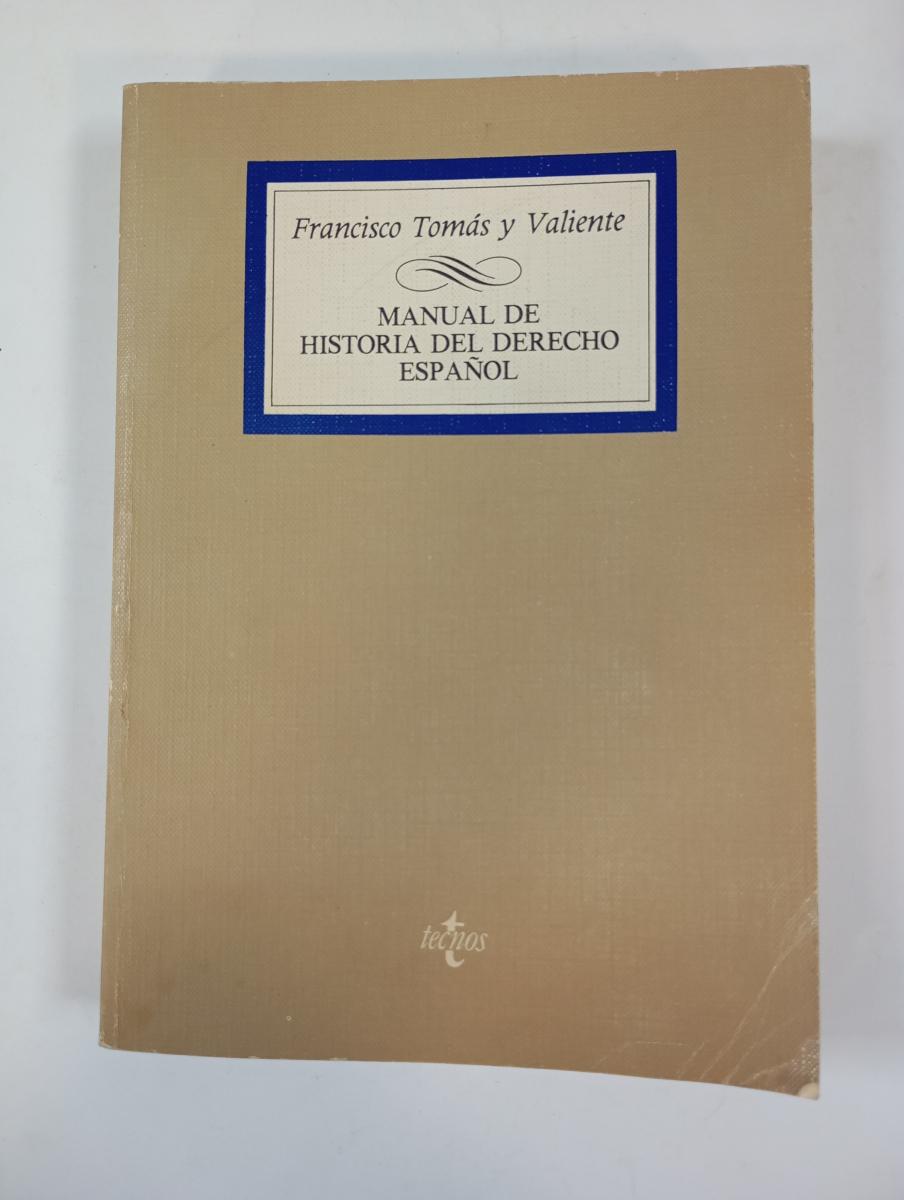 Francisco Tomás y Valiente
MANUAL DE
HISTORIA DEL DERECHO
ESPAÑOL
tecnos